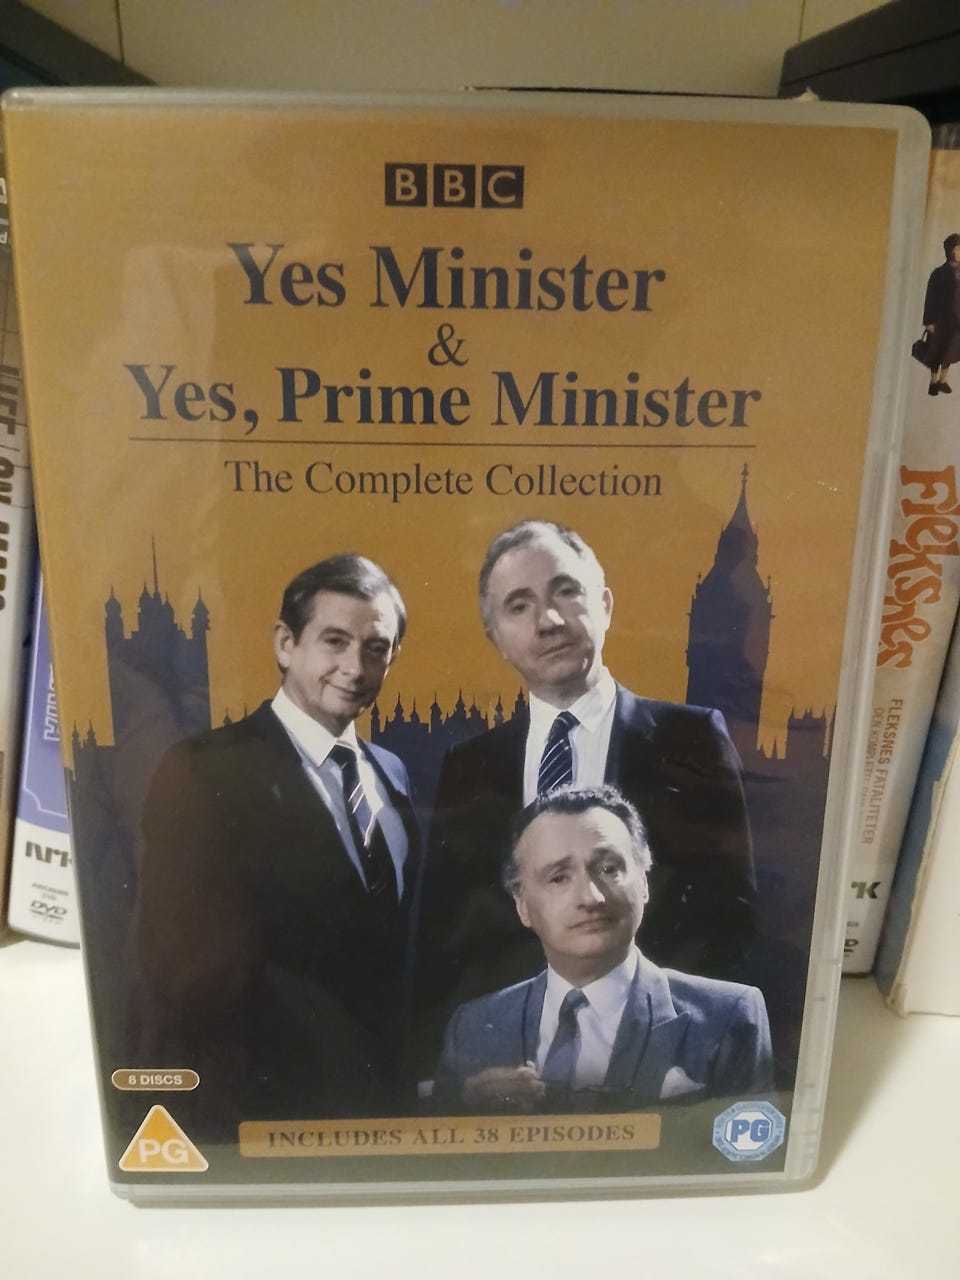 BBC
Yes Minister
&
Yes, Prime Minister
The Complete Collection
8 DISCS
PG
INCLUDES ALL 38 EPISODES
PG
nrk
DVD
Fleksnes
FLEKSNES FATALITETER